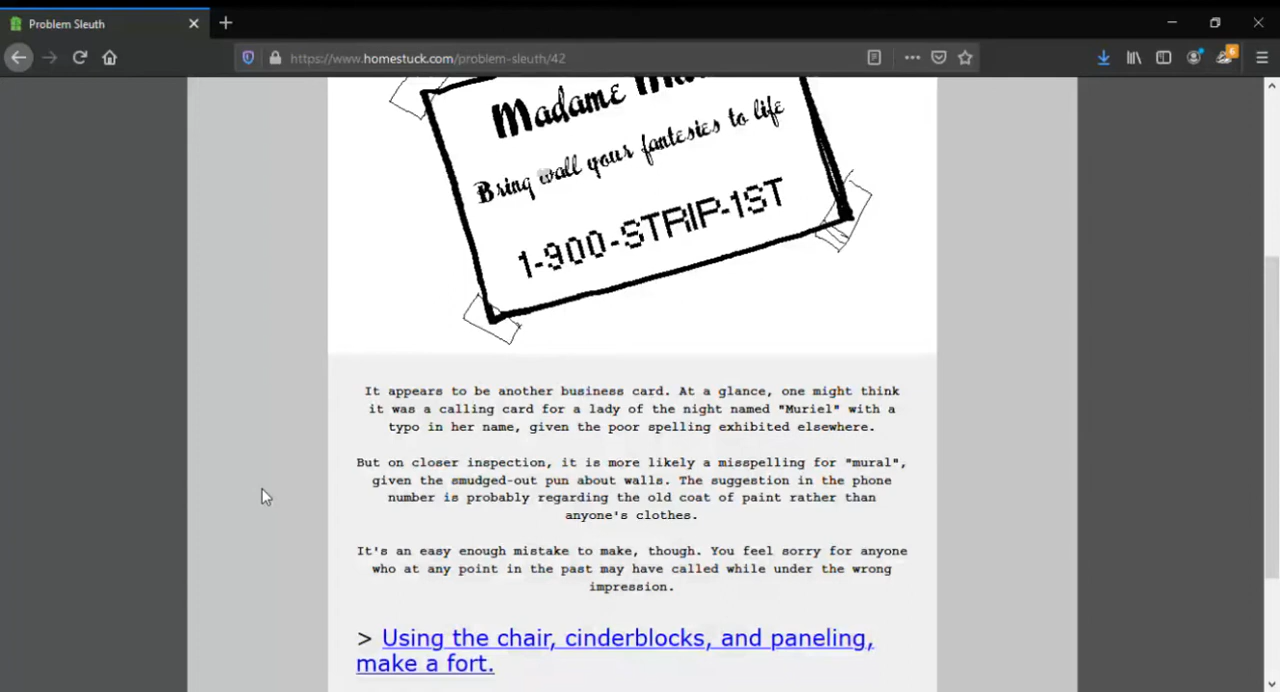 Problem Sleuth
https://www.homestuck.com/problem-sleuth/42
6
Madame
Bring wall your fantesies to life
1-900-STRIP-1ST
It appears to be another business card. At a glance, one might think
it was a calling card for a lady of the night named "Muriel" with a
typo in her name, given the poor spelling exhibited elsewhere.
But on closer inspection, it is more likely a misspelling for "mural",
given the smudged-out pun about walls. The suggestion in the phone
number is probably regarding the old coat of paint rather than
anyone's clothes.
It's an easy enough mistake to make, though. You feel sorry for anyone
who at any point in the past may have called while under the wrong
impression.
> Using the chair, cinderblocks, and paneling,
make a fort.